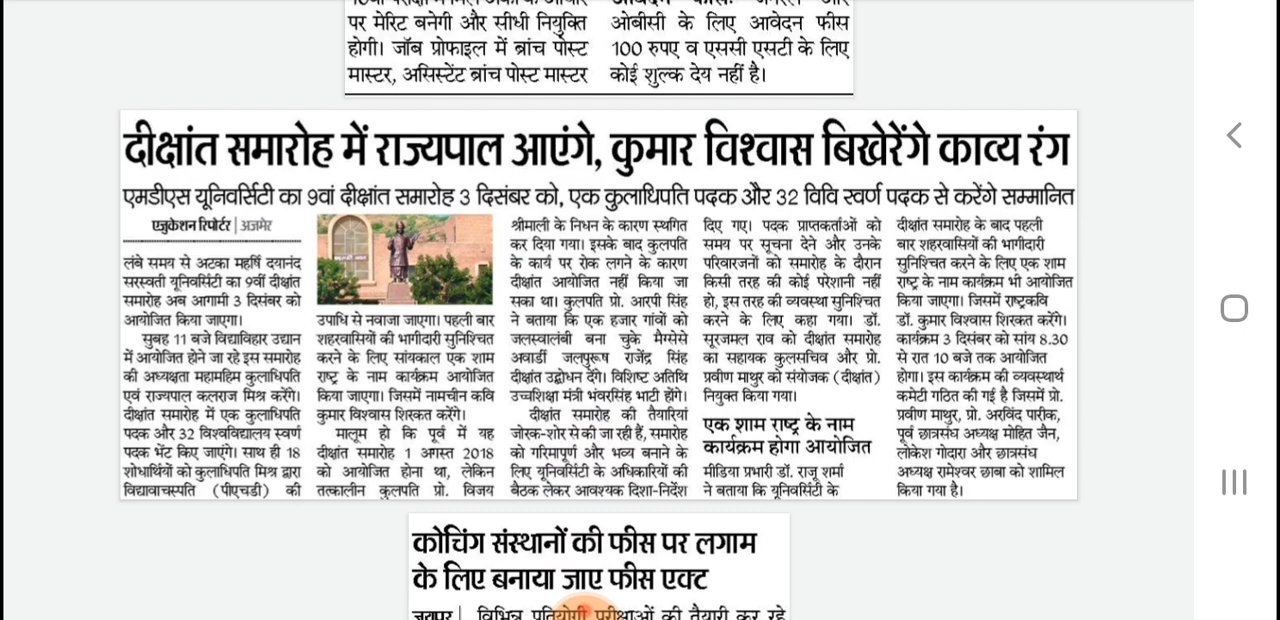 पर मेरिट बनेगी और सीधी नियुक्ति
होगी। जॉब प्रोफाइल में ब्रांच पोस्ट
मास्टर, असिस्टेंट ब्रांच पोस्ट मास्टर
ओबीसी के लिए आवेदन फीस
100 रुपए व एससी एसटी के लिए
कोई शुल्क देय नहीं है।
दीक्षांत समारोह में राज्यपाल आएंगे, कुमार विश्वास बिखेरेंगे काव्य रंग
एमडीएस यूनिवर्सिटी का 9वां दीक्षांत समारोह 3 दिसंबर को, एक कुलाधिपति पदक और 32 विवि स्वर्ण पदक से करेंगे सम्मानित
एजुकेशन रिपोर्टर | अजमेर
लंबे समय से अटका महर्षि दयानंद
सरस्वती यूनिवर्सिटी का 9वीं दीक्षांत
समारोह अब आगामी 3 दिसंबर को
आयोजित किया जाएगा।
सुबह 11 बजे विद्याविहार उद्यान
में आयोजित होने जा रहे इस समारोह
की अध्यक्षता महामहिम कुलाधिपति
एवं राज्यपाल कलराज मिश्र करेंगे।
दीक्षांत समारोह में एक कुलाधिपति
पदक और 32 विश्वविद्यालय स्वर्ण
पदक भेंट किए जाएंगे। साथ ही 18
शोधार्थियों को कुलाधिपति मिश्र द्वारा
विद्यावाचस्पति (पीएचडी) की
उपाधि से नवाजा जाएगा। पहली बार
शहरवासियों की भागीदारी सुनिश्चित
करने के लिए सांयकाल एक शाम
राष्ट्र के नाम कार्यक्रम आयोजित
किया जाएगा। जिसमें नामचीन कवि
कुमार विश्वास शिरकत करेंगे।
मालूम हो कि पूर्व में यह
दीक्षांत समारोह 1 अगस्त 2018
को आयोजित होना था, लेकिन
तत्कालीन कुलपति प्रो. विजय
श्रीमाली के निधन के कारण स्थगित
कर दिया गया। इसके बाद कुलपति
के कार्य पर रोक लगने के कारण
दीक्षांत आयोजित नहीं किया जा
सका था। कुलपति प्रो. आरपी सिंह
ने बताया कि एक हजार गांवों को
जलस्वालंबी बना चुके मैग्सेसे
अवार्डी जलपुरूष राजेंद्र सिंह
दीक्षांत उद्बोधन देंगे। विशिष्ट अतिथि
उच्चशिक्षा मंत्री भंवरसिंह भाटी होंगे।
दीक्षांत समारोह की तैयारियां
जोरक-शोर से की जा रही हैं, समारोह
को गरिमापूर्ण और भव्य बनाने के
लिए यूनिवर्सिटी के अधिकारियों की
बैठक लेकर आवश्यक दिशा-निर्देश
दिए गए। पदक प्राप्तकर्ताओं को
समय पर सूचना देने और उनके
परिवारजनों को समारोह के दौरान
किसी तरह की कोई परेशानी नहीं
हो, इस तरह की व्यवस्था सुनिश्चित
करने के लिए कहा गया। डॉ.
सूरजमल राव को दीक्षांत समारोह
का सहायक कुलसचिव और प्रो.
प्रवीण माथुर को संयोजक (दीक्षांत)
नियुक्त किया गया।
एक शाम राष्ट्र के नाम
कार्यक्रम होगा आयोजित
मीडिया प्रभारी डॉ. राजू शर्मा
ने बताया कि यूनिवर्सिटी के
दीक्षांत समारोह के बाद पहली
बार शहरवासियों की भागीदारी
सुनिश्चित करने के लिए एक शाम
राष्ट्र के नाम कार्यक्रम भी आयोजित
किया जाएगा। जिसमें राष्ट्रकवि
डॉ. कुमार विश्वास शिरकत करेंगे।
कार्यक्रम 3 दिसंबर को सांय 8.30
से रात 10 बजे तक आयोजित
होगा। इस कार्यक्रम की व्यवस्थार्थ
कमेटी गठित की गई है जिसमें प्रो.
प्रवीण माथुर, प्रो. अरविंद पारीक,
पूर्व छात्रसंघ अध्यक्ष मोहित जैन,
लोकेश गोदारा और छात्रसंघ
अध्यक्ष रामेश्वर छाबा को शामिल
किया गया है।
कोचिंग संस्थानों की फीस पर लगाम
के लिए बनाया जाए फीस एक्ट
जयपुर | विभिन्न प्रतियोगी परीक्षाओं की तैयारी कर रहे